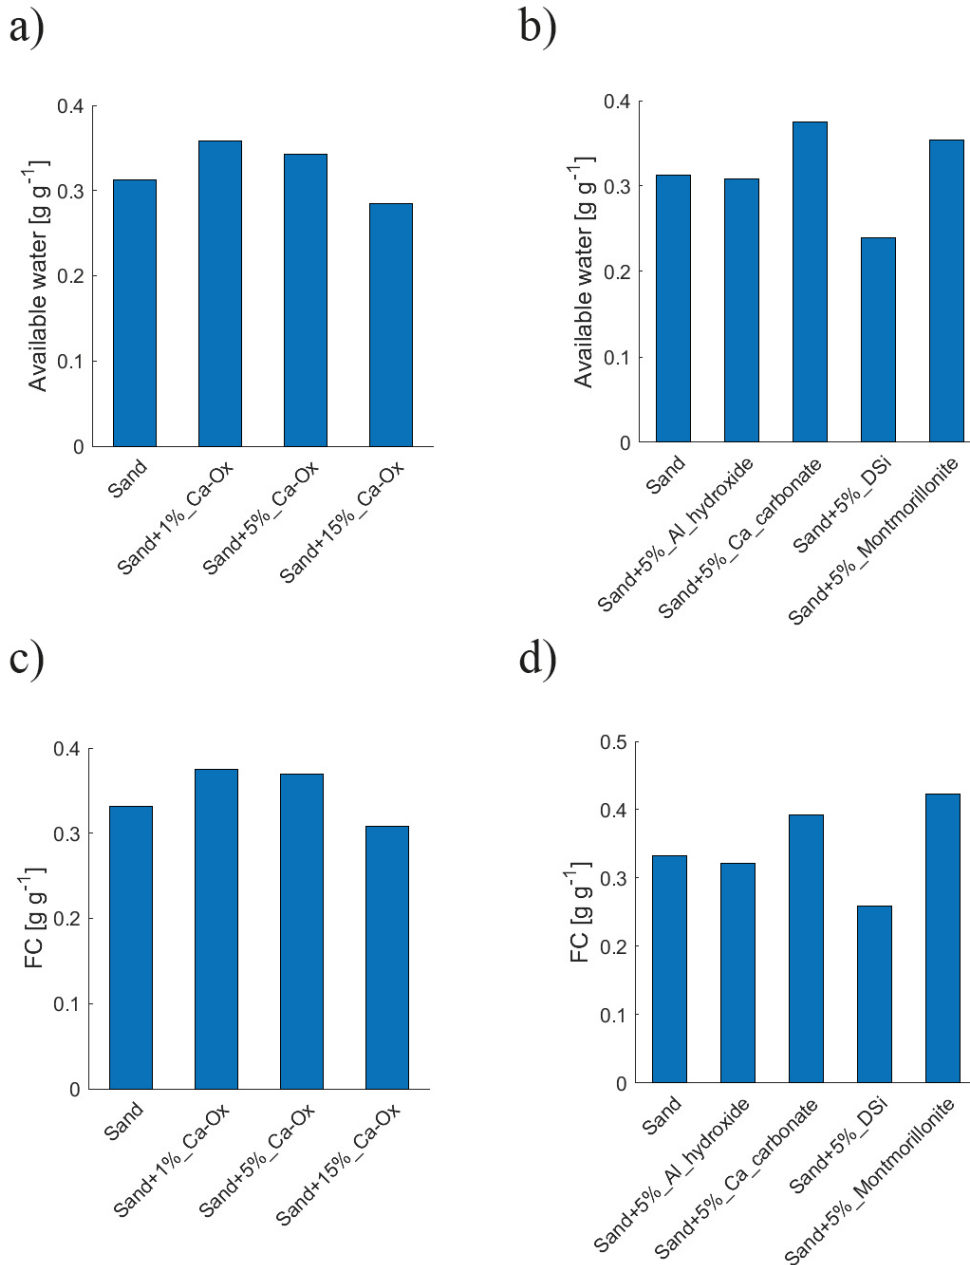 a)
0.4
0.3
0.2
0.1
0
Available water [g g-1]
Sand
Sand+1%_Ca-Ox
Sand+5%_Ca-Ox
Sand+15%_Ca-Ox
b)
0.4
0.3
0.2
0.1
0
Available water [g g-1]
Sand
Sand+5%_Al_hydroxide
Sand+5%_Ca_carbonate
Sand+5%_DSi
Sand+5%_Montmorillonite
c)
0.4
0.3
0.2
0.1
0
FC [g g-1]
Sand
Sand+1%_Ca-Ox
Sand+5%_Ca-Ox
Sand+15%_Ca-Ox
d)
0.5
0.4
0.3
0.2
0.1
0
FC [g g-1]
Sand
Sand+5%_Al_hydroxide
Sand+5%_Ca_carbonate
Sand+5%_DSi
Sand+5%_Montmorillonite